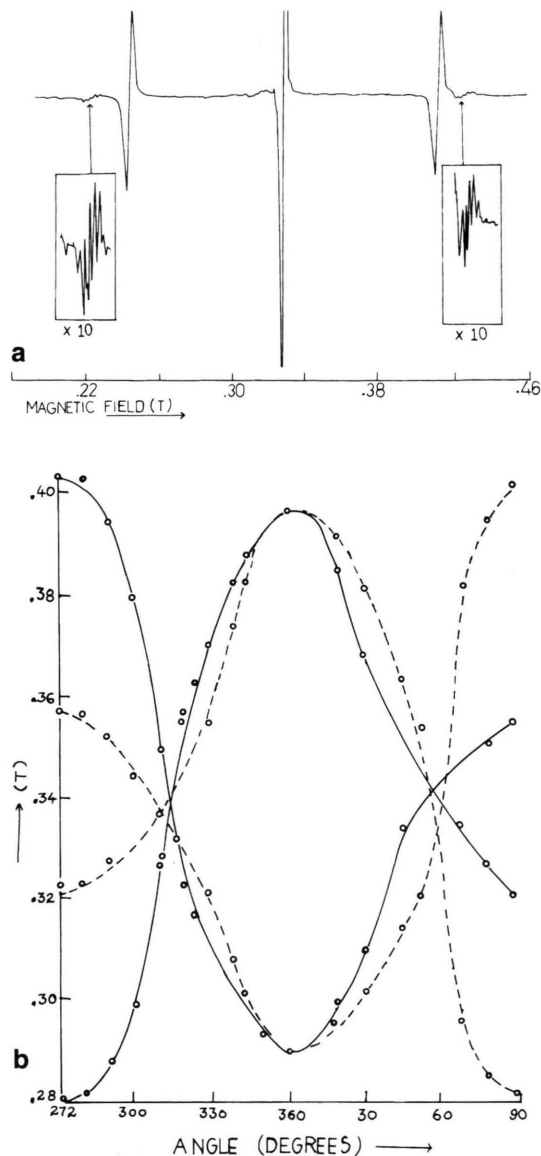 × 10
× 10
a
.22 .30 .38 .46
MAGNETIC FIELD (T)
.40
.38
.36
.34
(T)
.32
.30
.28
b
272 300 330 360 30 60 90
ANGLE (DEGREES)